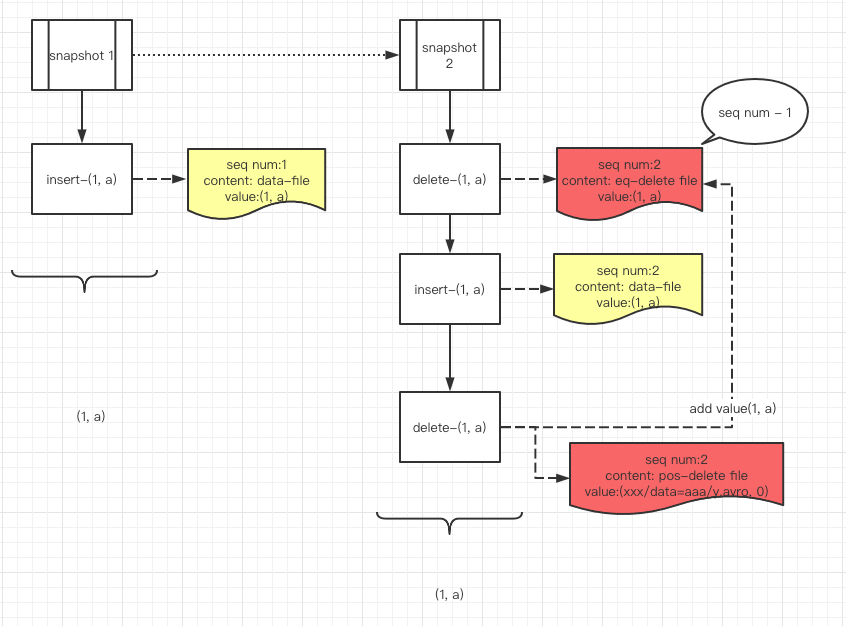 snapshot 1
snapshot
2
seq num – 1
insert–(1, a)
seq num:1
content: data–file
value:(1, a)
delete–(1, a)
seq num:2
content: eq–delete file
value:(1, a)
insert–(1, a)
seq num:2
content: data–file
value:(1, a)
(1, a)
add value(1, a)
delete–(1, a)
seq num:2
content: pos–delete file
value:(xxx/data=aaa/y.avro, 0)
(1, a)